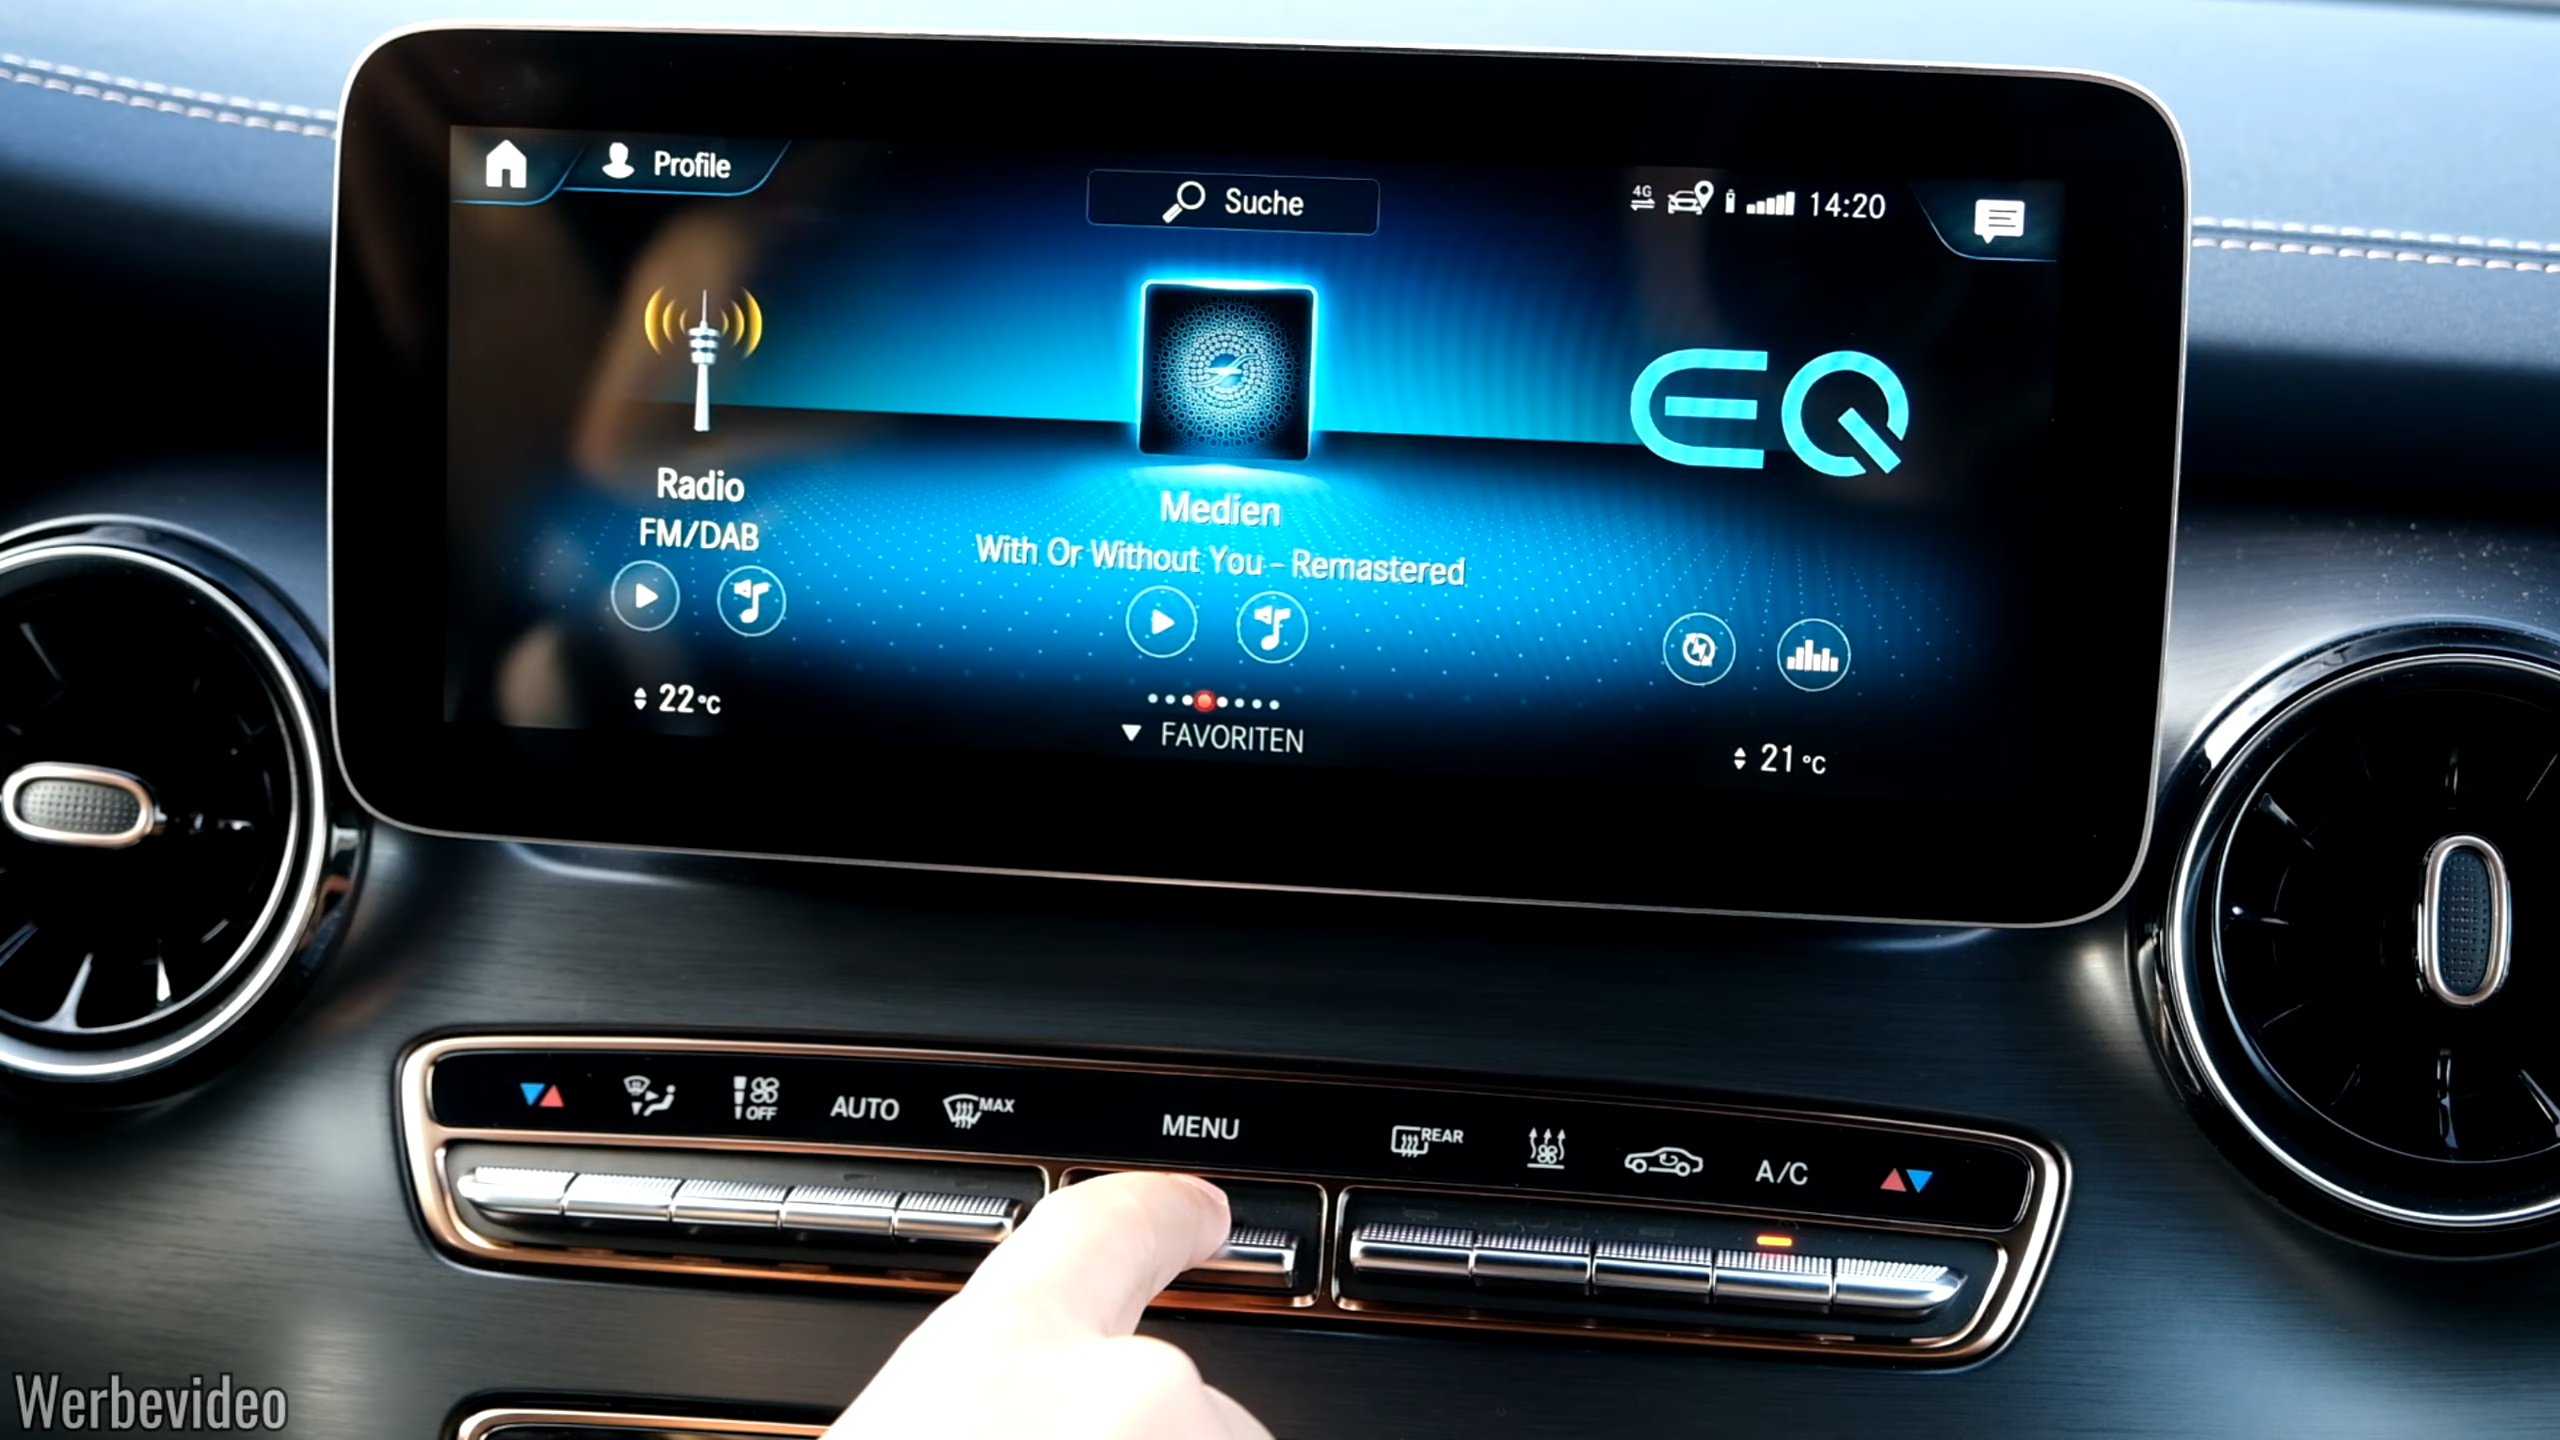 Profile
Suche
4G
14:20
EQ
Radio
FM/DAB
Medien
With Or Without You - Remastered
22°C
FAVORITEN
21°C
OFF
AUTO
MAX
MENU
REAR
A/C
Werbevideo